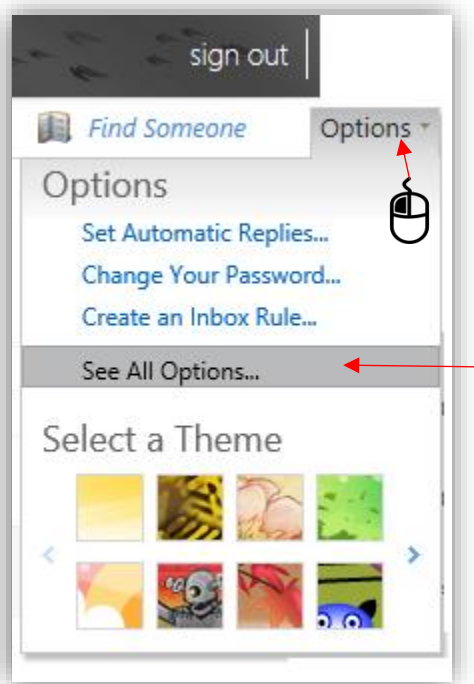 sign out
Find Someone Options
Options
Set Automatic Replies...
Change Your Password...
Create an Inbox Rule...
See All Options...
Select a Theme